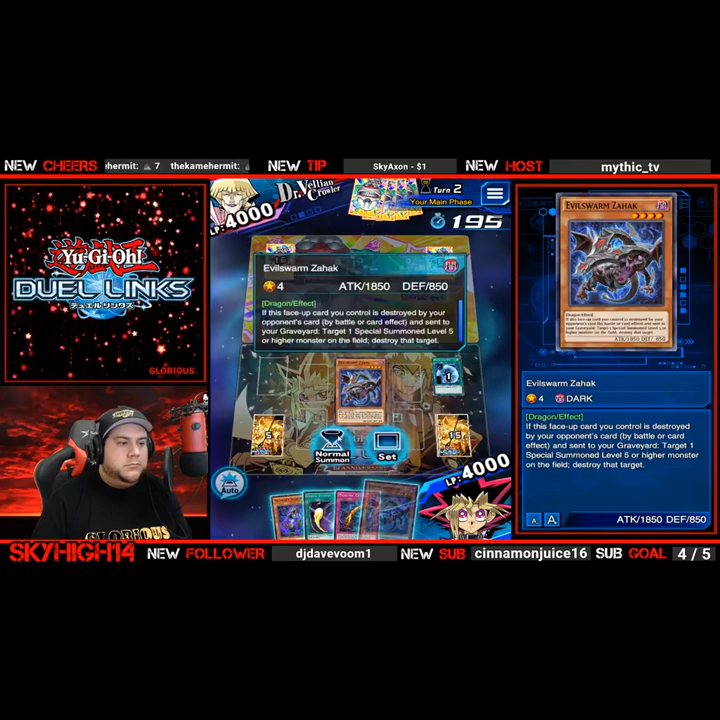 NEW CHEERS
hermit: 7 thekamehermit:
NEW TIP
SkyAxon - $1
NEW HOST
mythic_tv
Yu-Gi-Oh!
DUEL LINKS
デュエルリンクス
GLORIOUS
Dr. Vellian
Crowler
LP: 4000
Turn 2
Your Main Phase
195
Evilswarm Zahak
4 ATK/1850 DEF/850
[Dragon/Effect]
If this face-up card you control is destroyed by your
opponent's card (by battle or card effect) and sent to
your Graveyard: Target 1 Special Summoned Level 5
or higher monster on the field; destroy that target.
1
5
15
Normal
Summon
Set
Auto
LP: 4000
EVILSWARM ZAHAK
[Dragon/Effect]
ATK/1850 DEF/ 850
Evilswarm Zahak
4 DARK
[Dragon/Effect]
If this face-up card you control is destroyed
by your opponent's card (by battle or card
effect) and sent to your Graveyard: Target 1
Special Summoned Level 5 or higher monster
on the field; destroy that target.
A A
ATK/1850 DEF/850
GLORIOUS
SKYHIGH14
NEW FOLLOWER
djdavevoom1
NEW SUB
cinnamonjuice16
SUB GOAL
4 / 5